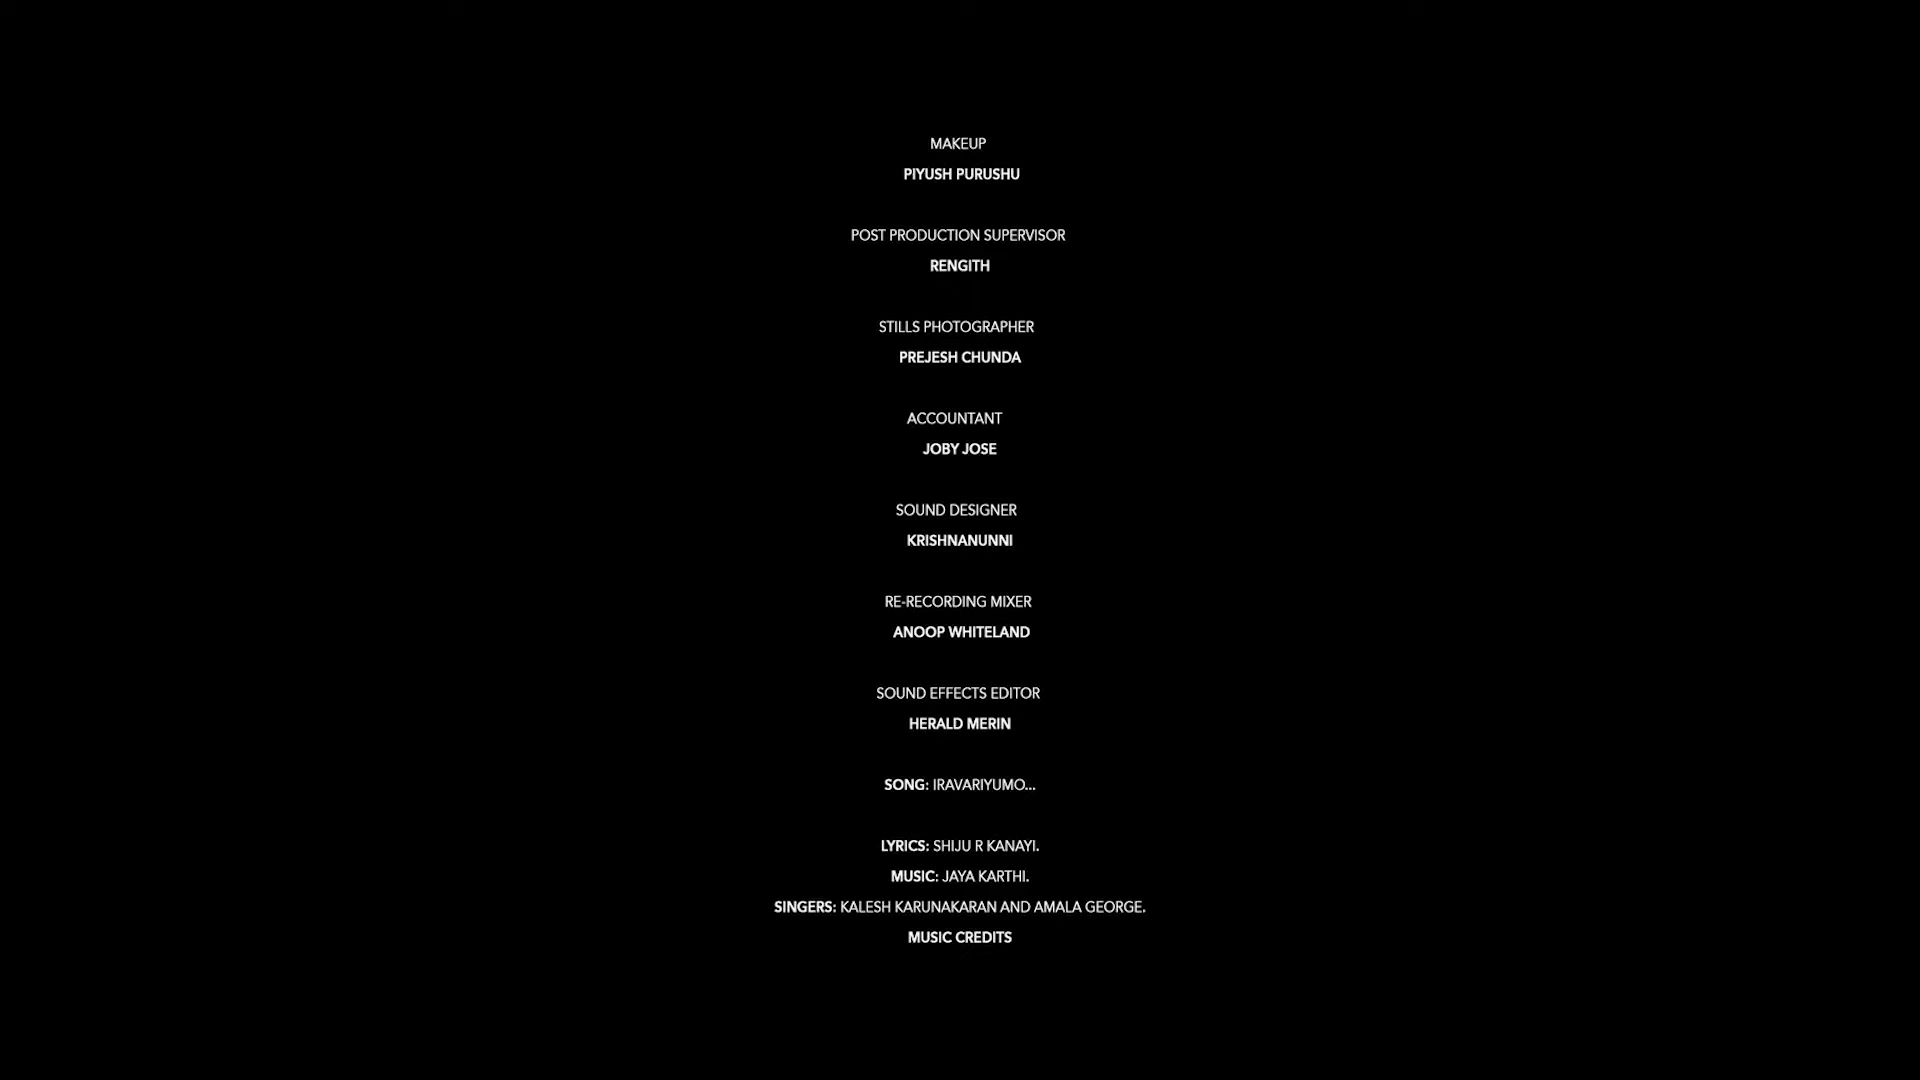 MAKEUP
PIYUSH PURUSHU
POST PRODUCTION SUPERVISOR
RENGITH
STILLS PHOTOGRAPHER
PREJESH CHUNDA
ACCOUNTANT
JOBY JOSE
SOUND DESIGNER
KRISHNANUNNI
RE-RECORDING MIXER
ANOOP WHITELAND
SOUND EFFECTS EDITOR
HERALD MERIN
SONG: IRAVARIYUMO...
LYRICS: SHIJU R KANAYI.
MUSIC: JAYA KARTHI.
SINGERS: KALESH KARUNAKARAN AND AMALA GEORGE.
MUSIC CREDITS